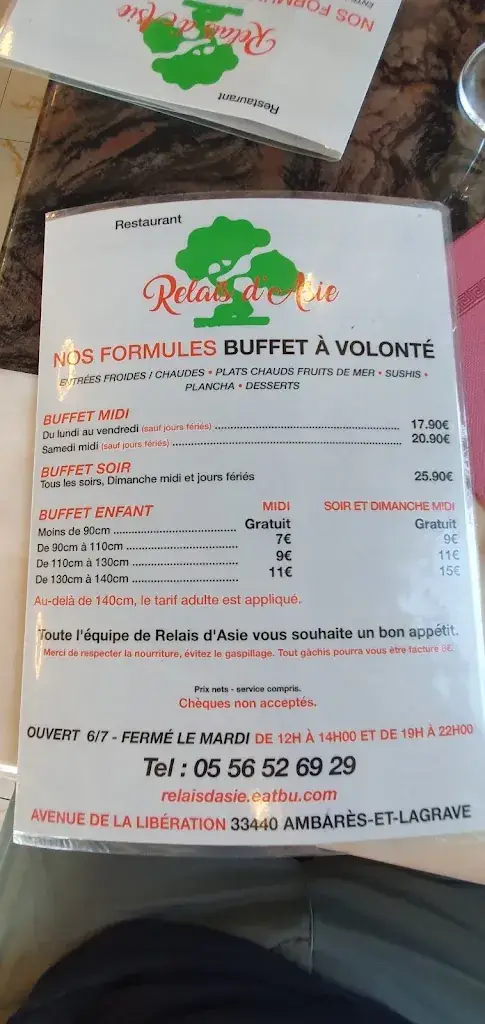 Relais d'Asie
NOS FORMU
Restaurant
Restaurant
Relais d'Asie
NOS FORMULES BUFFET À VOLONTÉ
ENTRÉES FROIDES / CHAUDES • PLATS CHAUDS FRUITS DE MER • SUSHIS •
PLANCHA • DESSERTS
BUFFET MIDI
Du lundi au vendredi (sauf jours fériés) 17.90€
Samedi midi (sauf jours fériés) 20.90€
BUFFET SOIR
Tous les soirs, Dimanche midi et jours fériés 25.90€
BUFFET ENFANT MIDI SOIR ET DIMANCHE MIDI
Moins de 90cm Gratuit Gratuit
De 90cm à 110cm 7€ 9€
De 110cm à 130cm 9€ 11€
De 130cm à 140cm 11€ 15€
Au-delà de 140cm, le tarif adulte est appliqué.
Toute l'équipe de Relais d'Asie vous souhaite un bon appétit.
Merci de respecter la nourriture, évitez le gaspillage. Tout gâchis pourra vous être facturé
Prix nets - service compris.
Chèques non acceptés.
OUVERT 6/7 - FERMÉ LE MARDI DE 12H À 14H00 ET DE 19H À 22H00
Tel : 05 56 52 69 29
relaisdasie.eatbu.com
AVENUE DE LA LIBÉRATION 33440 AMBARÈS-ET-LAGRAVE